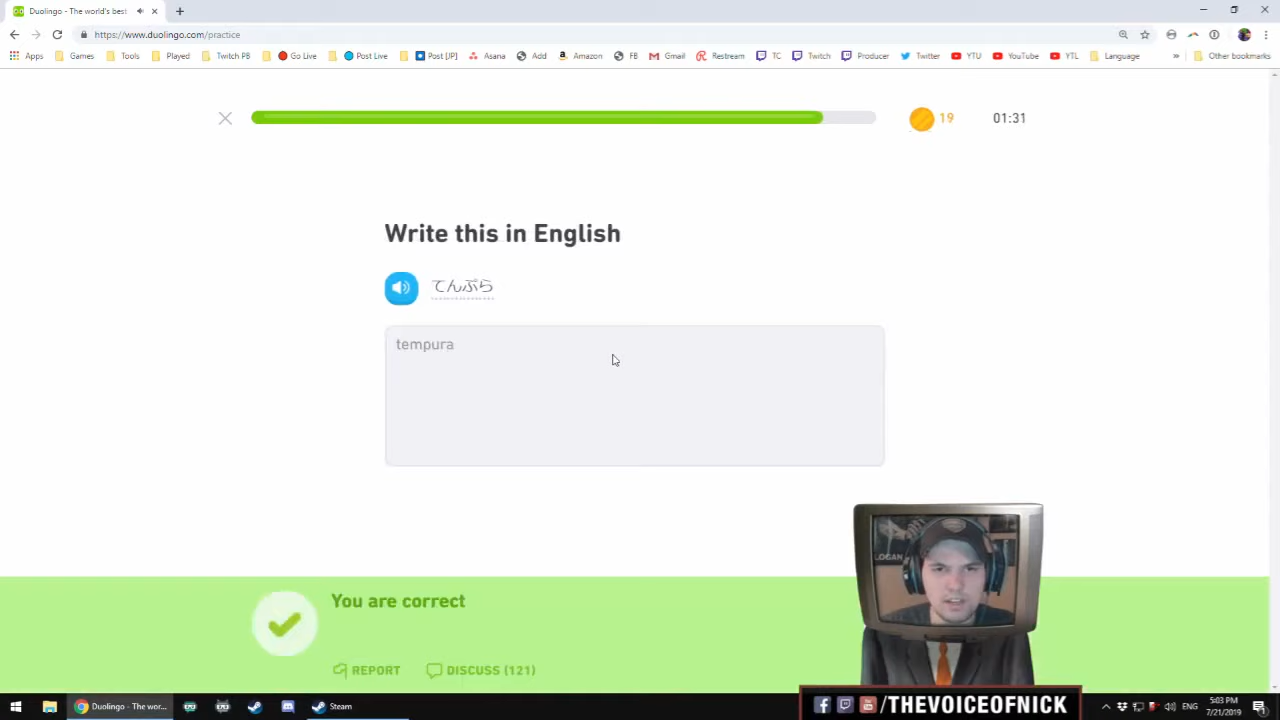 Duolingo - The world's best
https://www.duolingo.com/practice
Apps Games Tools Played Twitch PB Go Live Post Live Post [JP] Asana Add Amazon FB Gmail Restream TC Twitch Producer Twitter YTU YouTube YTL Language » Other bookmarks
19 01:31
Write this in English
てんぷら
tempura
LOGAN
You are correct
REPORT DISCUSS (121)
/THEVOICEOFNICK
Duolingo - The wor... Steam
ENG 5:03 PM
7/21/2019